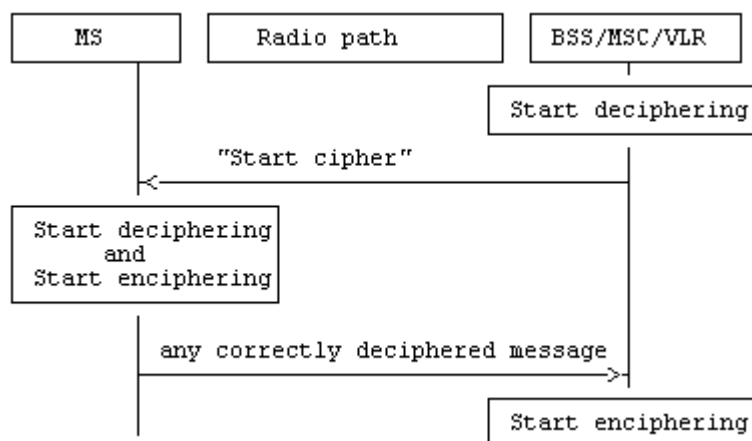 MS
Radio path
BSS/MSC/VLR
Start deciphering
"Start cipher"
Start deciphering
and
Start enciphering
any correctly deciphered message
Start enciphering